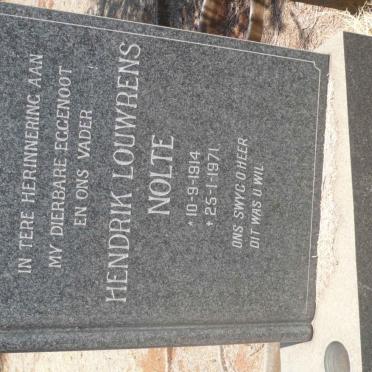 IN TERE HERINNERING AAN
MY DIERBARE EGGENOOT
EN ONS VADER
HENDRIK LOUWRENS
NOLTE
* 10-9-1914
+ 25-1-1971
ONS SWYG O HEER
DIT WAS U WIL